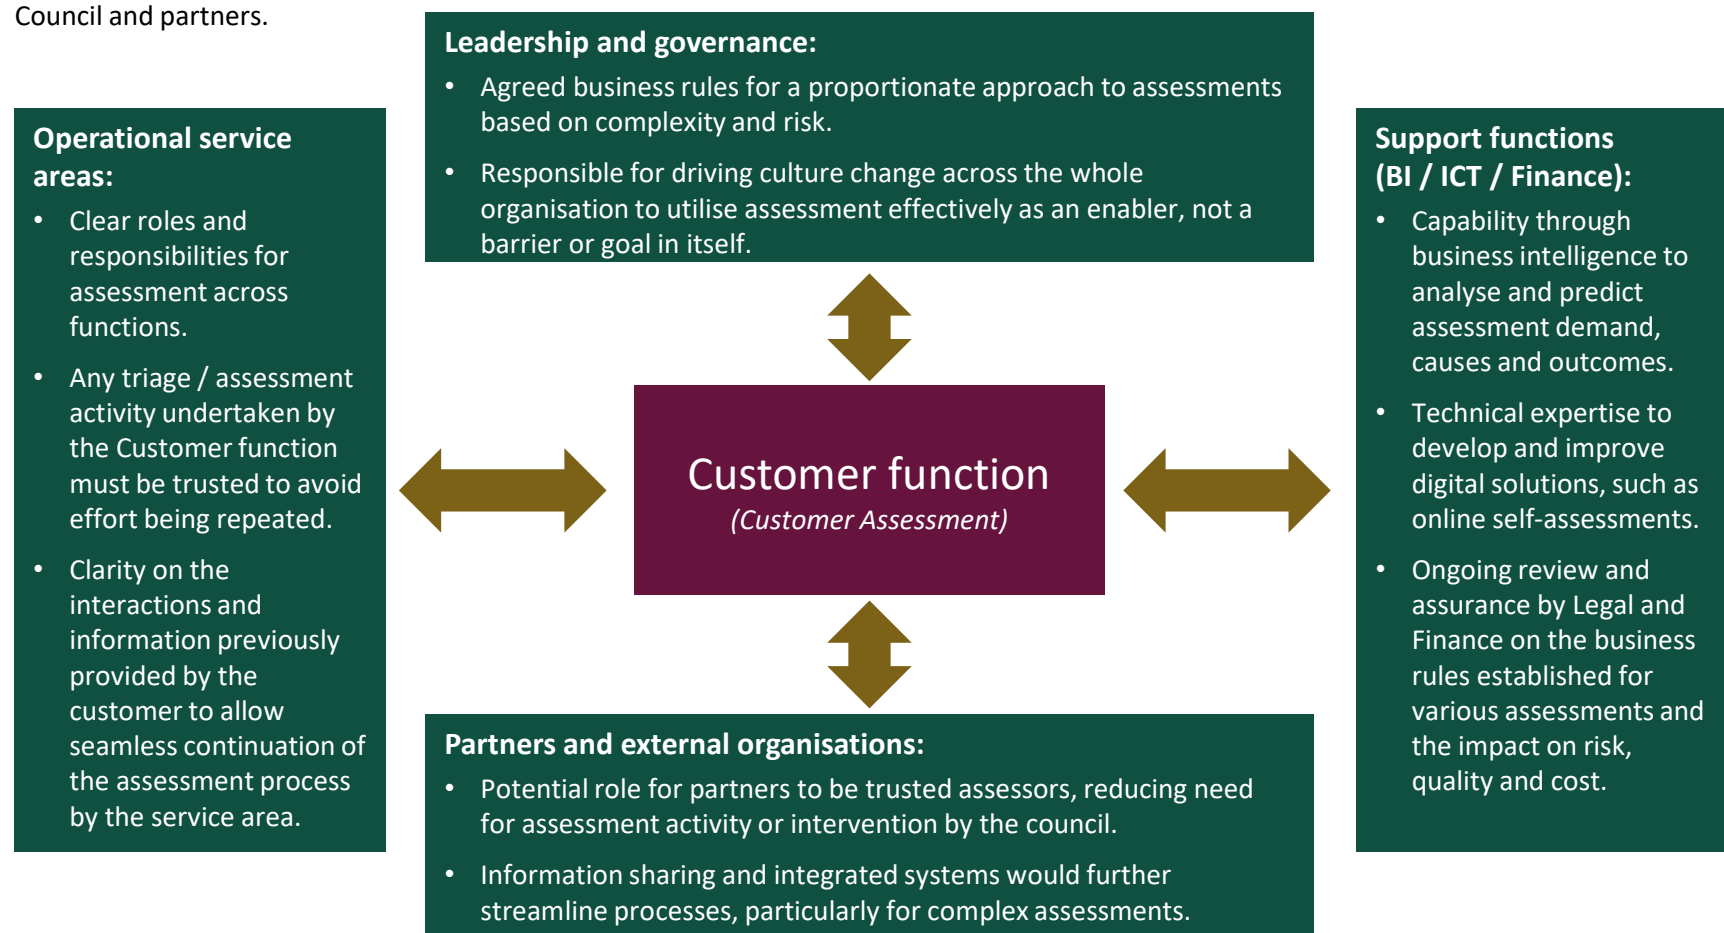 Council and partners.
Leadership and governance:
• Agreed business rules for a proportionate approach to assessments
based on complexity and risk.
• Responsible for driving culture change across the whole
organisation to utilise assessment effectively as an enabler, not a
barrier or goal in itself.
Operational service
areas:
• Clear roles and
responsibilities for
assessment across
functions.
• Any triage / assessment
activity undertaken by
the Customer function
must be trusted to avoid
effort being repeated.
• Clarity on the
interactions and
information previously
provided by the
customer to allow
seamless continuation of
the assessment process
by the service area.
Customer function
(Customer Assessment)
Support functions
(BI / ICT / Finance):
• Capability through
business intelligence to
analyse and predict
assessment demand,
causes and outcomes.
• Technical expertise to
develop and improve
digital solutions, such as
online self-assessments.
• Ongoing review and
assurance by Legal and
Finance on the business
rules established for
various assessments and
the impact on risk,
quality and cost.
Partners and external organisations:
• Potential role for partners to be trusted assessors, reducing need
for assessment activity or intervention by the council.
• Information sharing and integrated systems would further
streamline processes, particularly for complex assessments.